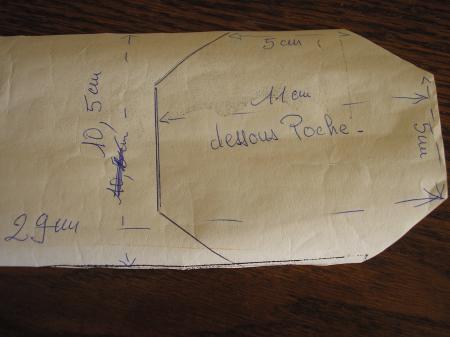 5 cm
11 cm
dessous Poche.
5 cm
10, 5 cm
29 cm